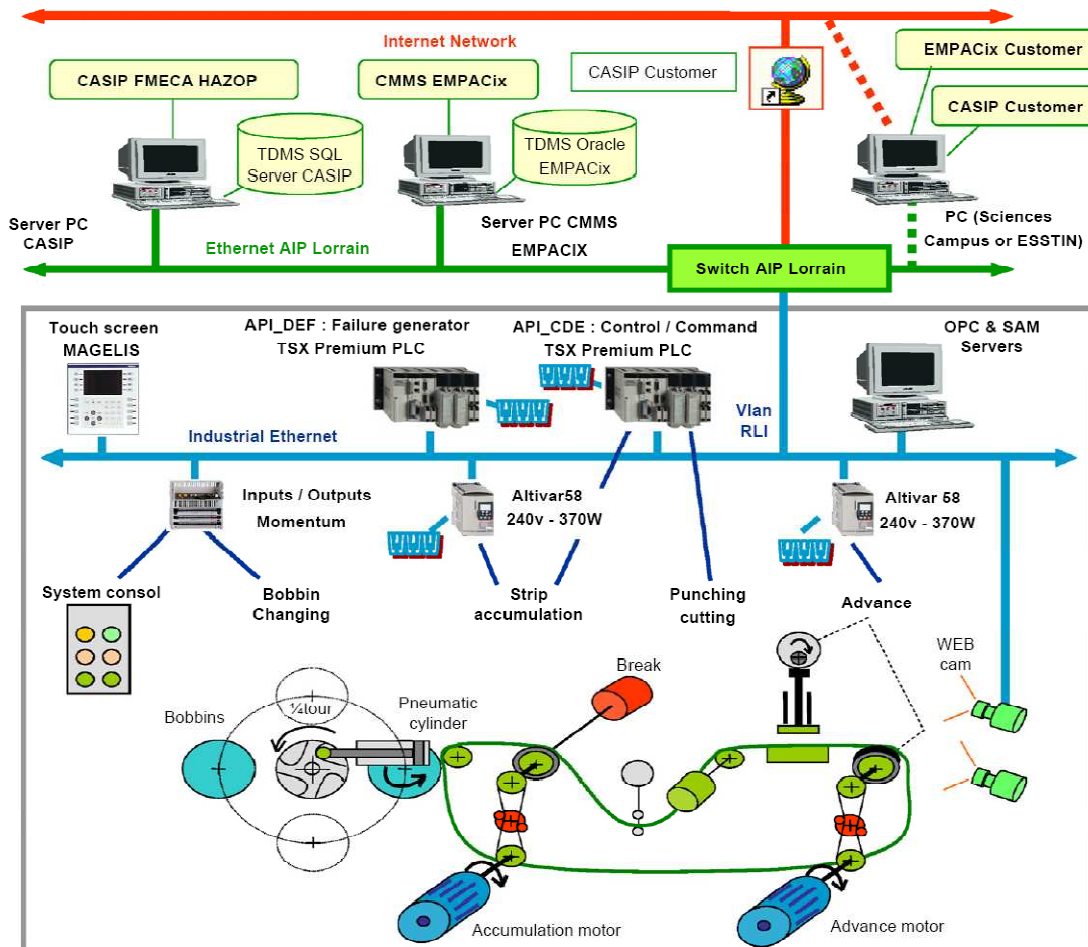 Internet Network
CASIP FMECA HAZOP
CMMS EMPACix
CASIP Customer
EMPACix Customer
CASIP Customer
TDMS SQL
Server CASIP
TDMS Oracle
EMPACix
Server PC
CASIP
Ethernet AIP Lorrain
Server PC CMMS
EMPACIX
PC (Sciences
Campus or ESSTIN)
Switch AIP Lorrain
Touch screen
MAGELIS
API_DEF : Failure generator
TSX Premium PLC
API_CDE : Control / Command
TSX Premium PLC
OPC & SAM
Servers
Industrial Ethernet
Vlan
RLI
Inputs / Outputs
Momentum
Altivar58
240v - 370W
Altivar 58
240v - 370W
System consol
Bobbin
Changing
Strip
accumulation
Punching
cutting
Advance
Bobbins
¼tour
Pneumatic
cylinder
Break
WEB
cam
Accumulation motor
Advance motor